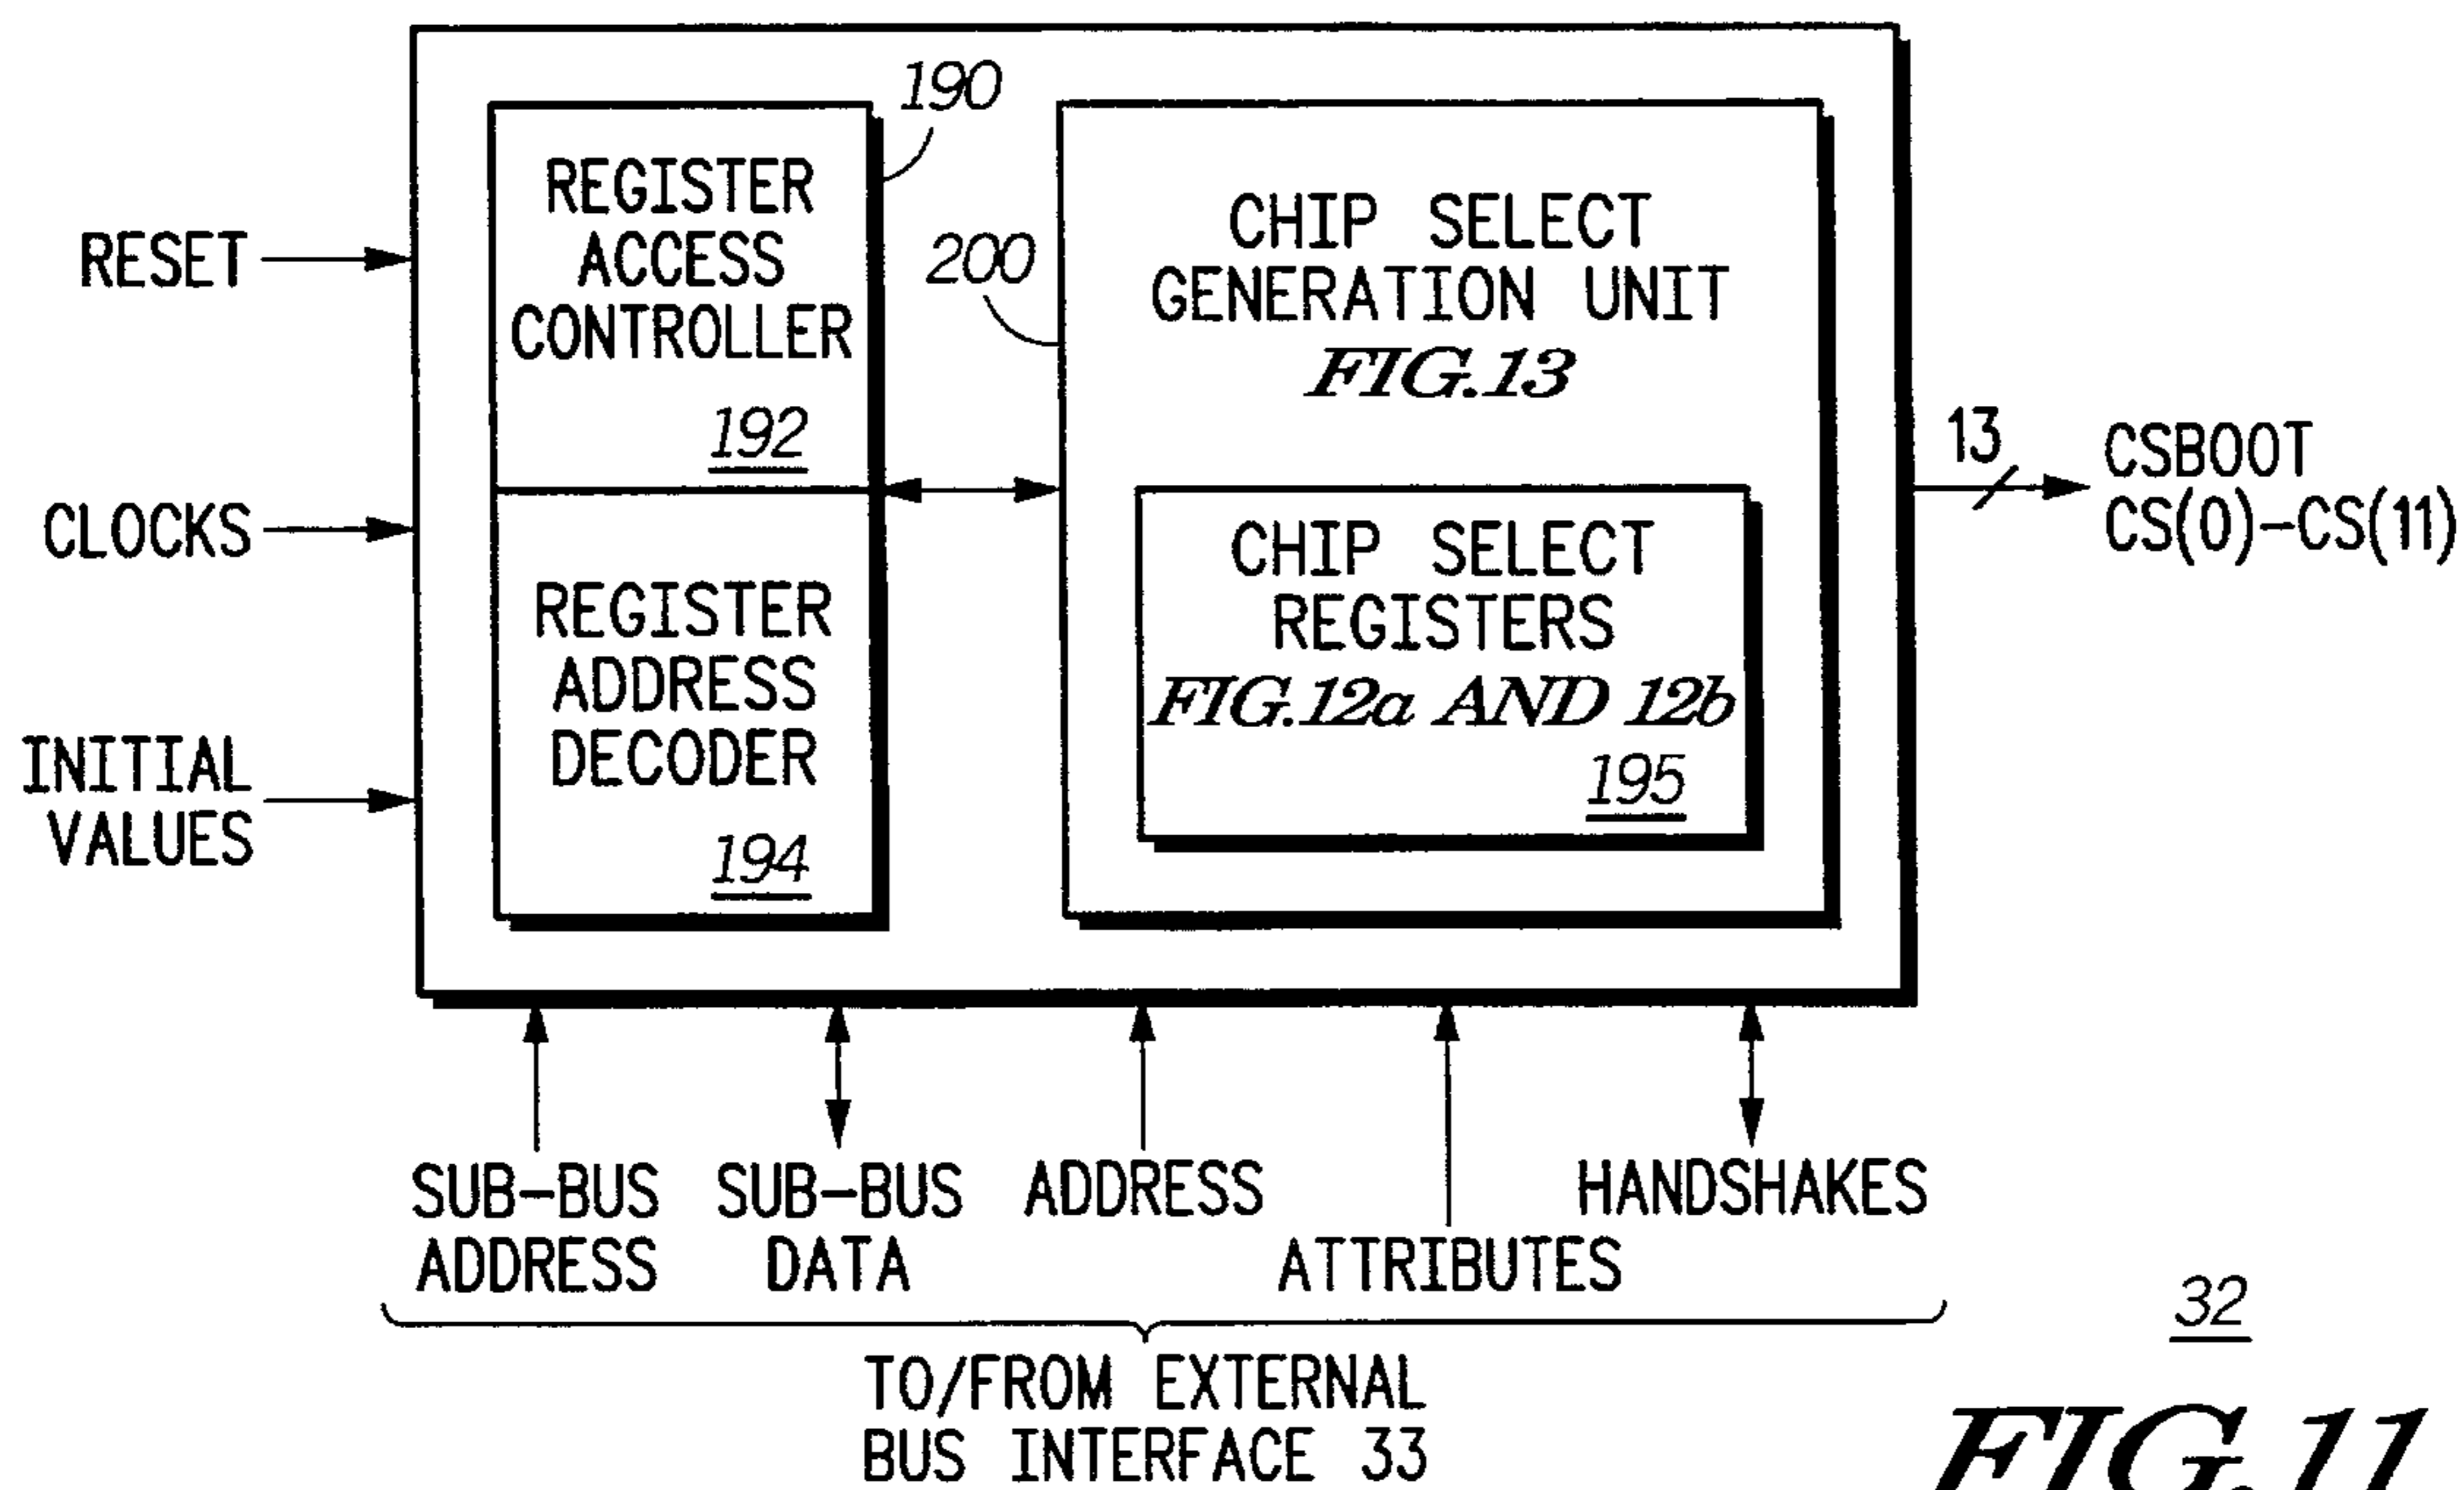 RESET
CLOCKS
INITIAL
VALUES
190
REGISTER
ACCESS
CONTROLLER
192
REGISTER
ADDRESS
DECODER
194
200
CHIP SELECT
GENERATION UNIT
FIG.13
CHIP SELECT
REGISTERS
FIG.12a AND 12b
195
13
CSBOOT
CS(0)-CS(11)
SUB-BUS
ADDRESS
SUB-BUS
DATA
ADDRESS
ATTRIBUTES
HANDSHAKES
TO/FROM EXTERNAL
BUS INTERFACE 33
32
FIG.11